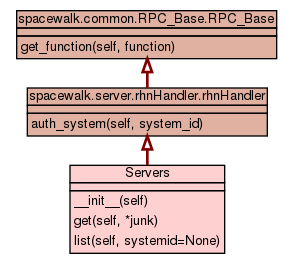 spacewalk.common.RPC_Base.RPC_Base
get_function(self, function)
spacewalk.server.rhnHandler.rhnHandler
auth_system(self, system_id)
Servers
__init__(self)
get(self, *junk)
list(self, systemid=None)